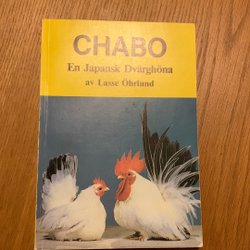 CHABO
En Japansk Dvärghöna
av Lasse Öhrlund